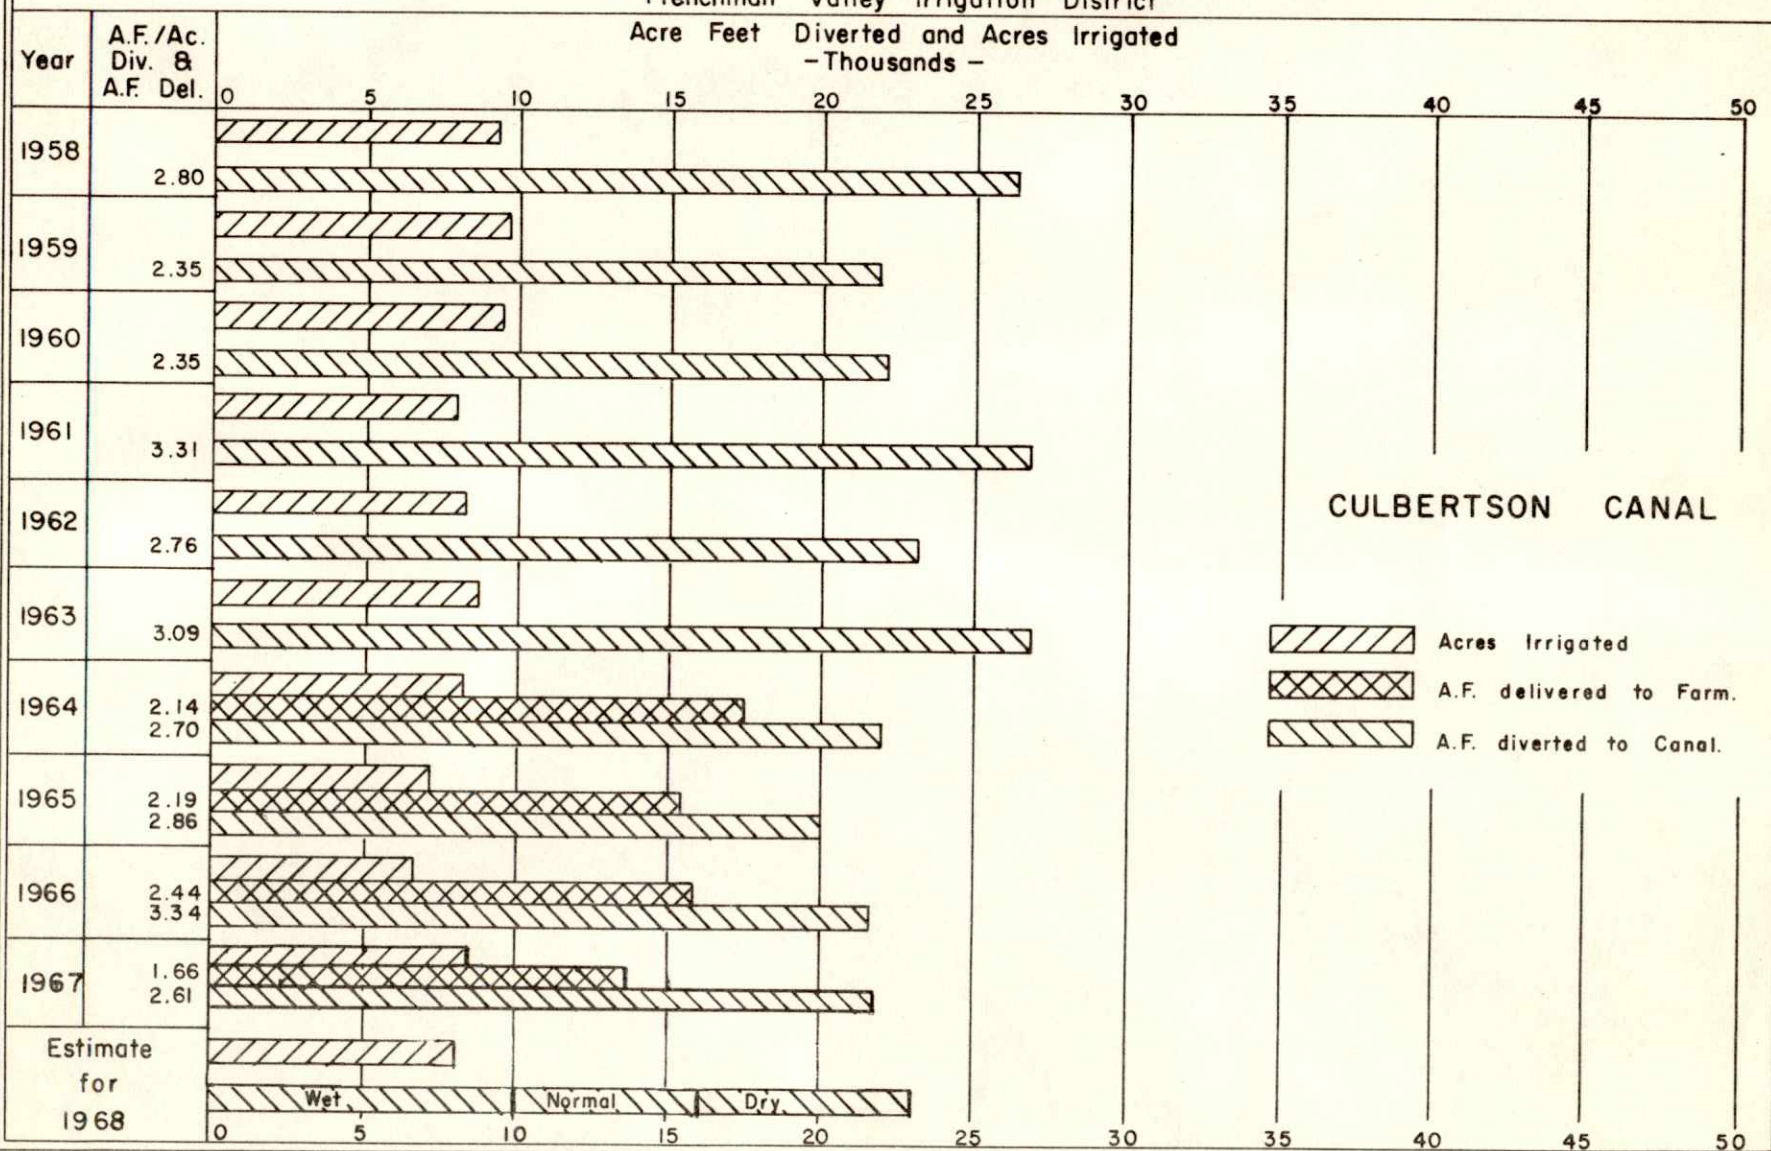 Frenchman Valley Irrigation District
Acre Feet Diverted and Acres Irrigated
-Thousands-
Year
A.F./Ac.
Div. &
A.F. Del.
0 5 10 15 20 25 30 35 40 45 50
1958
2.80
1959
2.35
1960
2.35
1961
3.31
1962
2.76
1963
3.09
1964
2.14
2.70
1965
2.19
2.86
1966
2.44
3.34
1967
1.66
2.61
Estimate
for
1968
Wet Normal Dry
0 5 10 15 20 25 30 35 40 45 50
CULBERTSON CANAL
Acres Irrigated
A.F. delivered to Farm.
A.F. diverted to Canal.